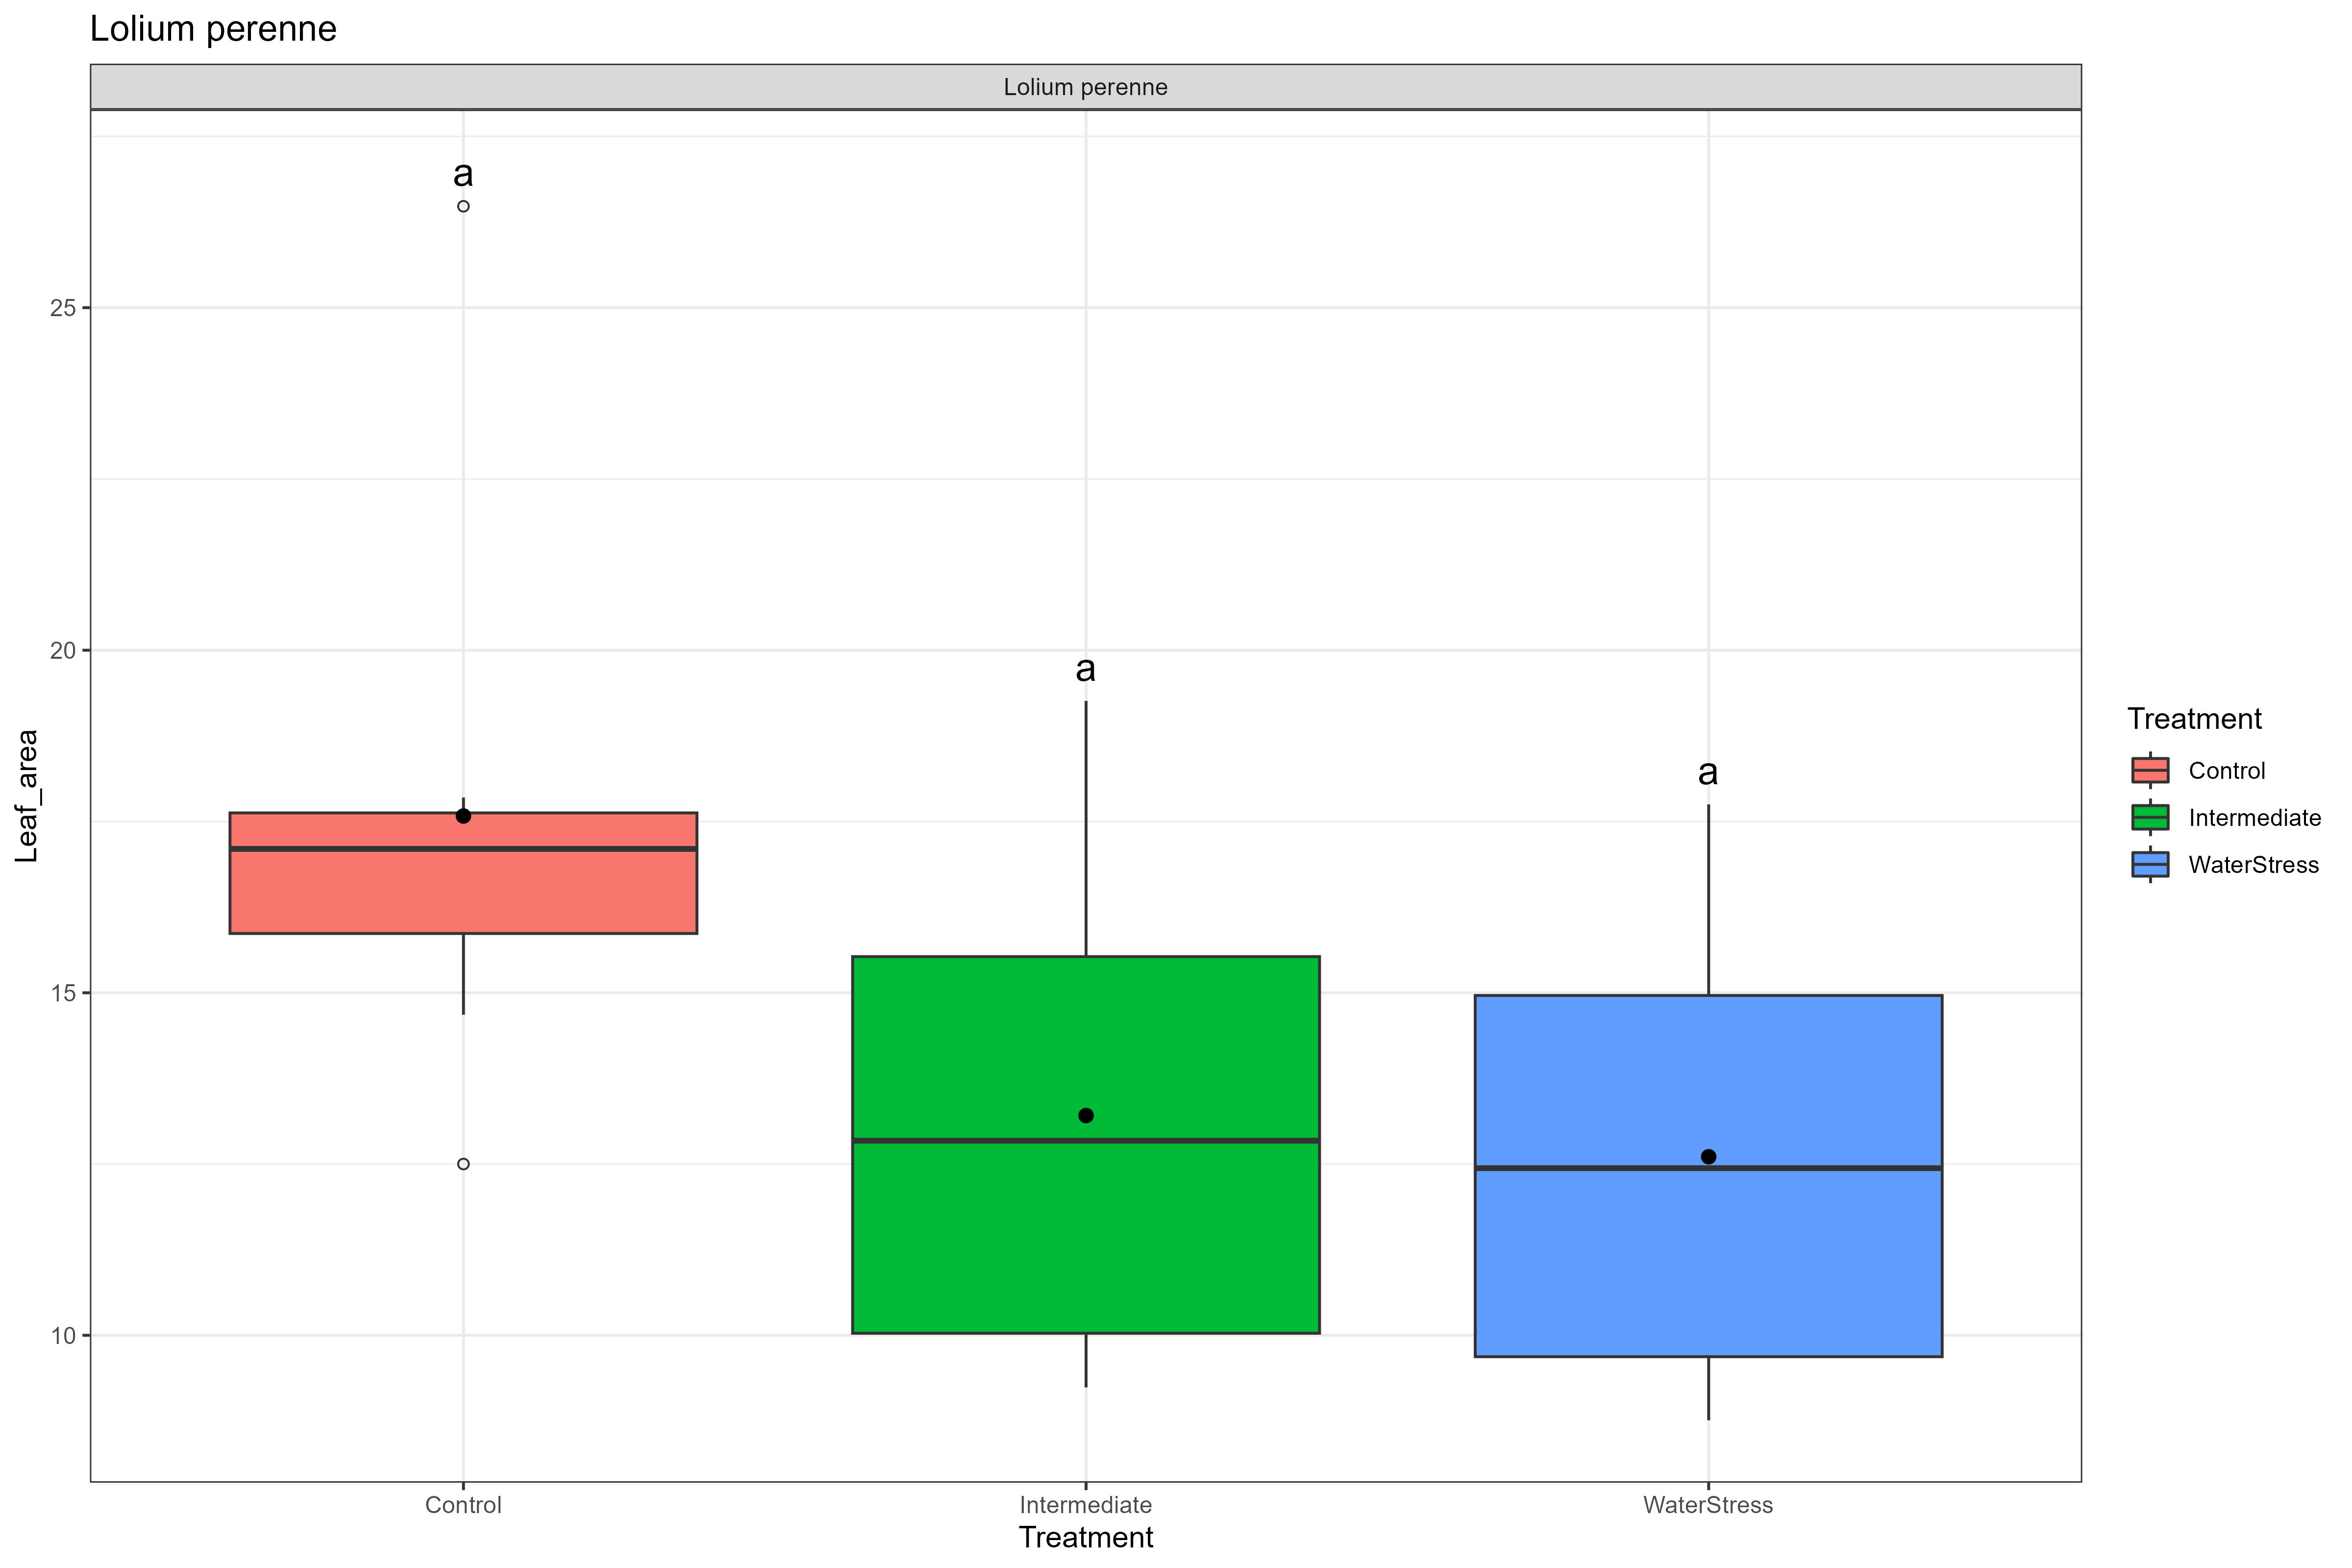 Lolium perenne
Lolium perenne
a
25
20
a
a
15
10
Leaf_area
Control
Intermediate
WaterStress
Treatment
Treatment
Control
Intermediate
WaterStress